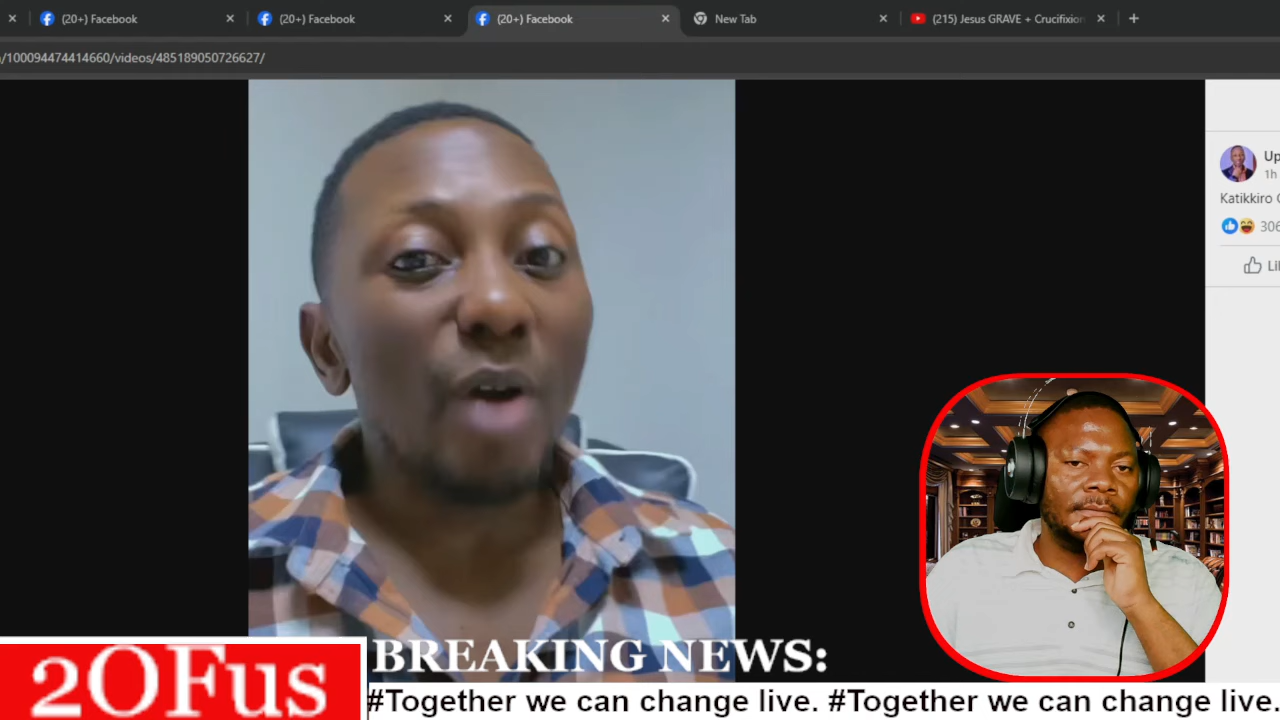 (20+) Facebook
(20+) Facebook
(20+) Facebook
New Tab
(215) Jesus GRAVE + Crucifixion
/100094474414660/videos/485189050726627/
Up
1h
Katikkiro
306
Li
BREAKING NEWS:
2OFus
#Together we can change live. #Together we can change live.